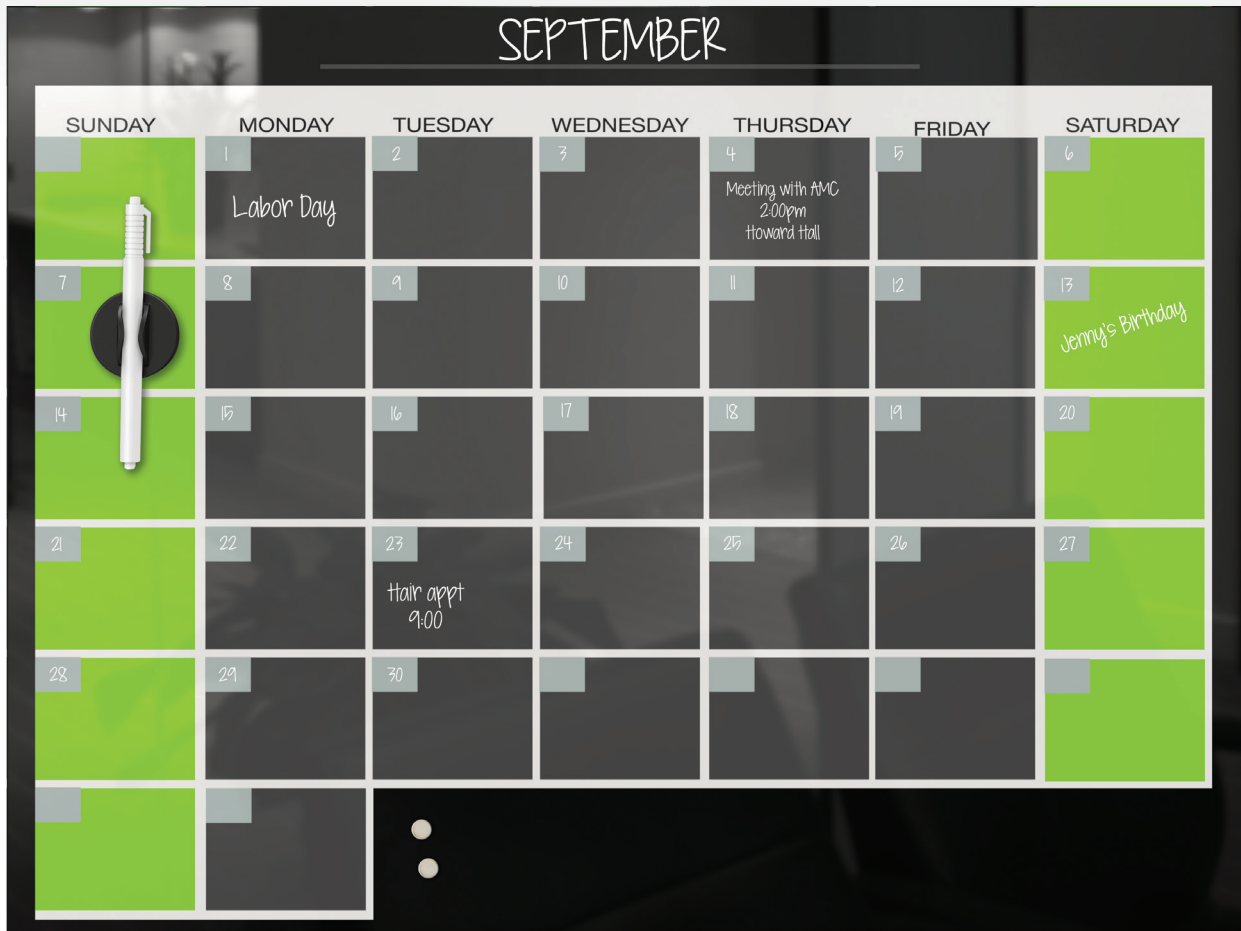 SEPTEMBER
SUNDAY MONDAY TUESDAY WEDNESDAY THURSDAY FRIDAY SATURDAY
1 2 3 4 5 6
Labor Day
Meeting with AMC
2:00pm
Howard Hall
7 8 9 10 11 12 13
Jenny's Birthday
14 15 16 17 18 19 20
21 22 23 24 25 26 27
Hair appt
9:00
28 29 30